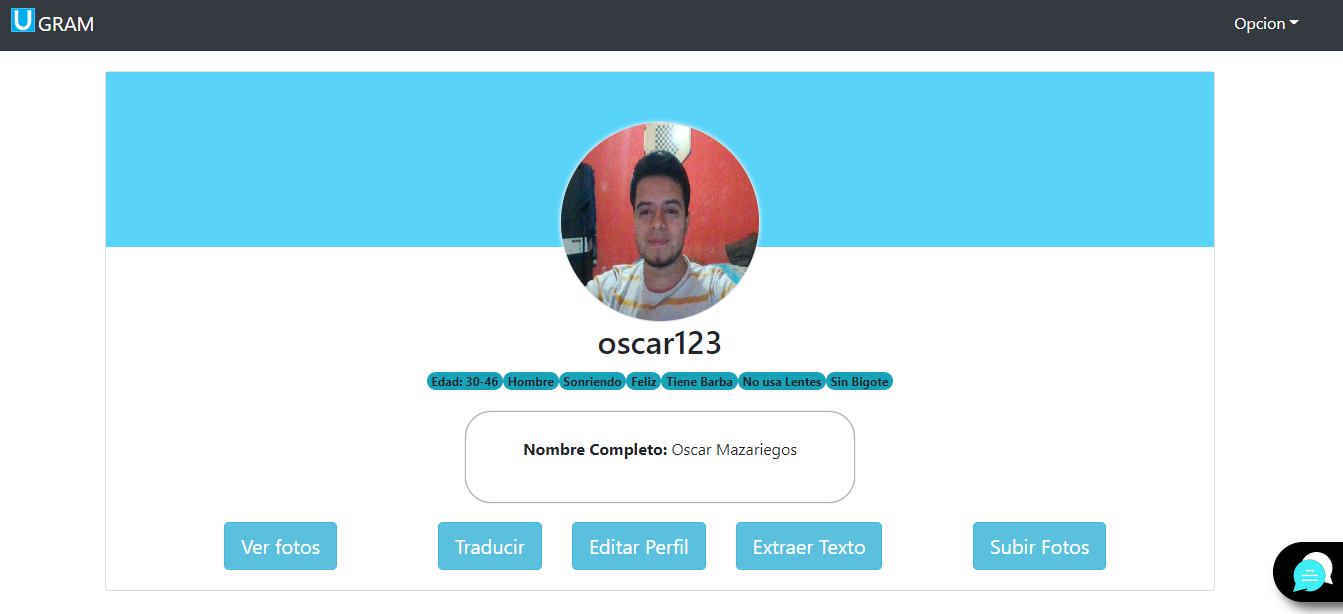 U GRAM
Opcion
oscar123
Edad: 30-46 Hombre Sonriendo Feliz Tiene Barba No usa Lentes Sin Bigote
Nombre Completo: Oscar Mazariegos
Ver fotos Traducir Editar Perfil Extraer Texto Subir Fotos